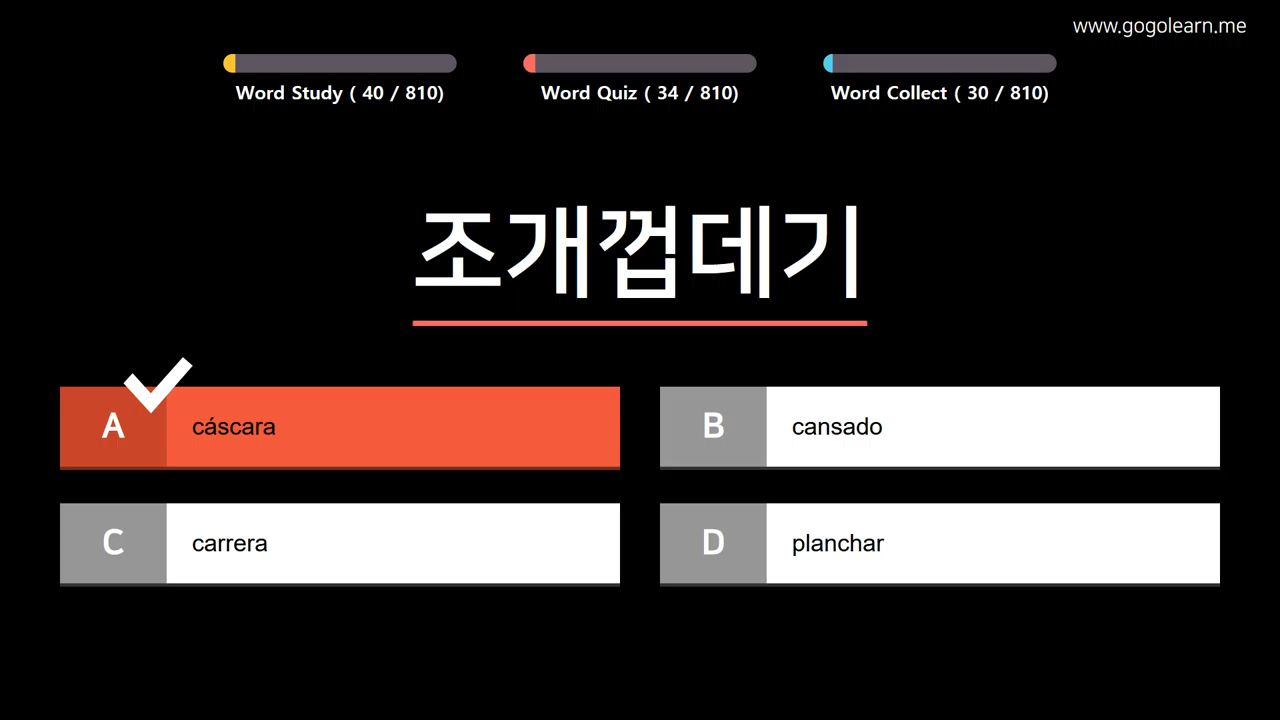 www.gogolearn.me
Word Study ( 40 / 810)
Word Quiz ( 34 / 810)
Word Collect ( 30 / 810)
조개껍데기
A cáscara
B cansado
C carrera
D planchar